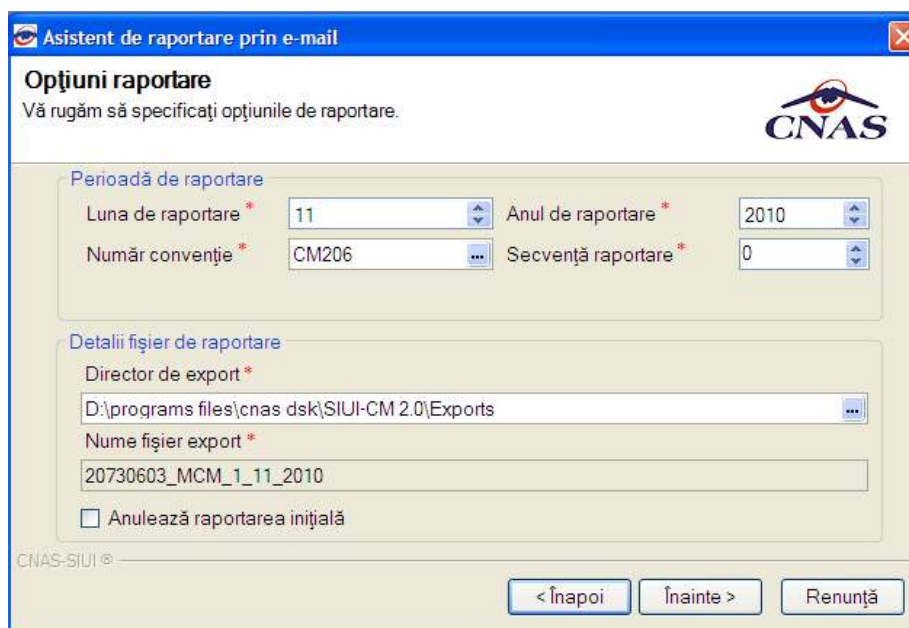 Asistent de raportare prin e-mail
Opţiuni raportare
Vă rugăm să specificaţi opţiunile de raportare.
CNAS
Perioadă de raportare
Luna de raportare * 11 Anul de raportare * 2010
Număr convenţie * CM206 ... Secvenţă raportare * 0
Detalii fişier de raportare
Director de export *
D:\programs files\cnas dsk\SIUI-CM 2.0\Exports ...
Nume fişier export *
20730603_MCM_1_11_2010
Anulează raportarea iniţială
CNAS-SIUI ®
< Înapoi Înainte > Renunţă